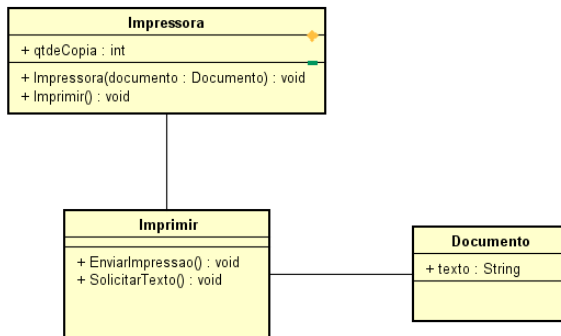 Impressora
+ qtdeCopia : int
+ Impressora(documento : Documento) : void
+ Imprimir() : void
Imprimir
+ EnviarImpressao() : void
+ SolicitarTexto() : void
Documento
+ texto : String